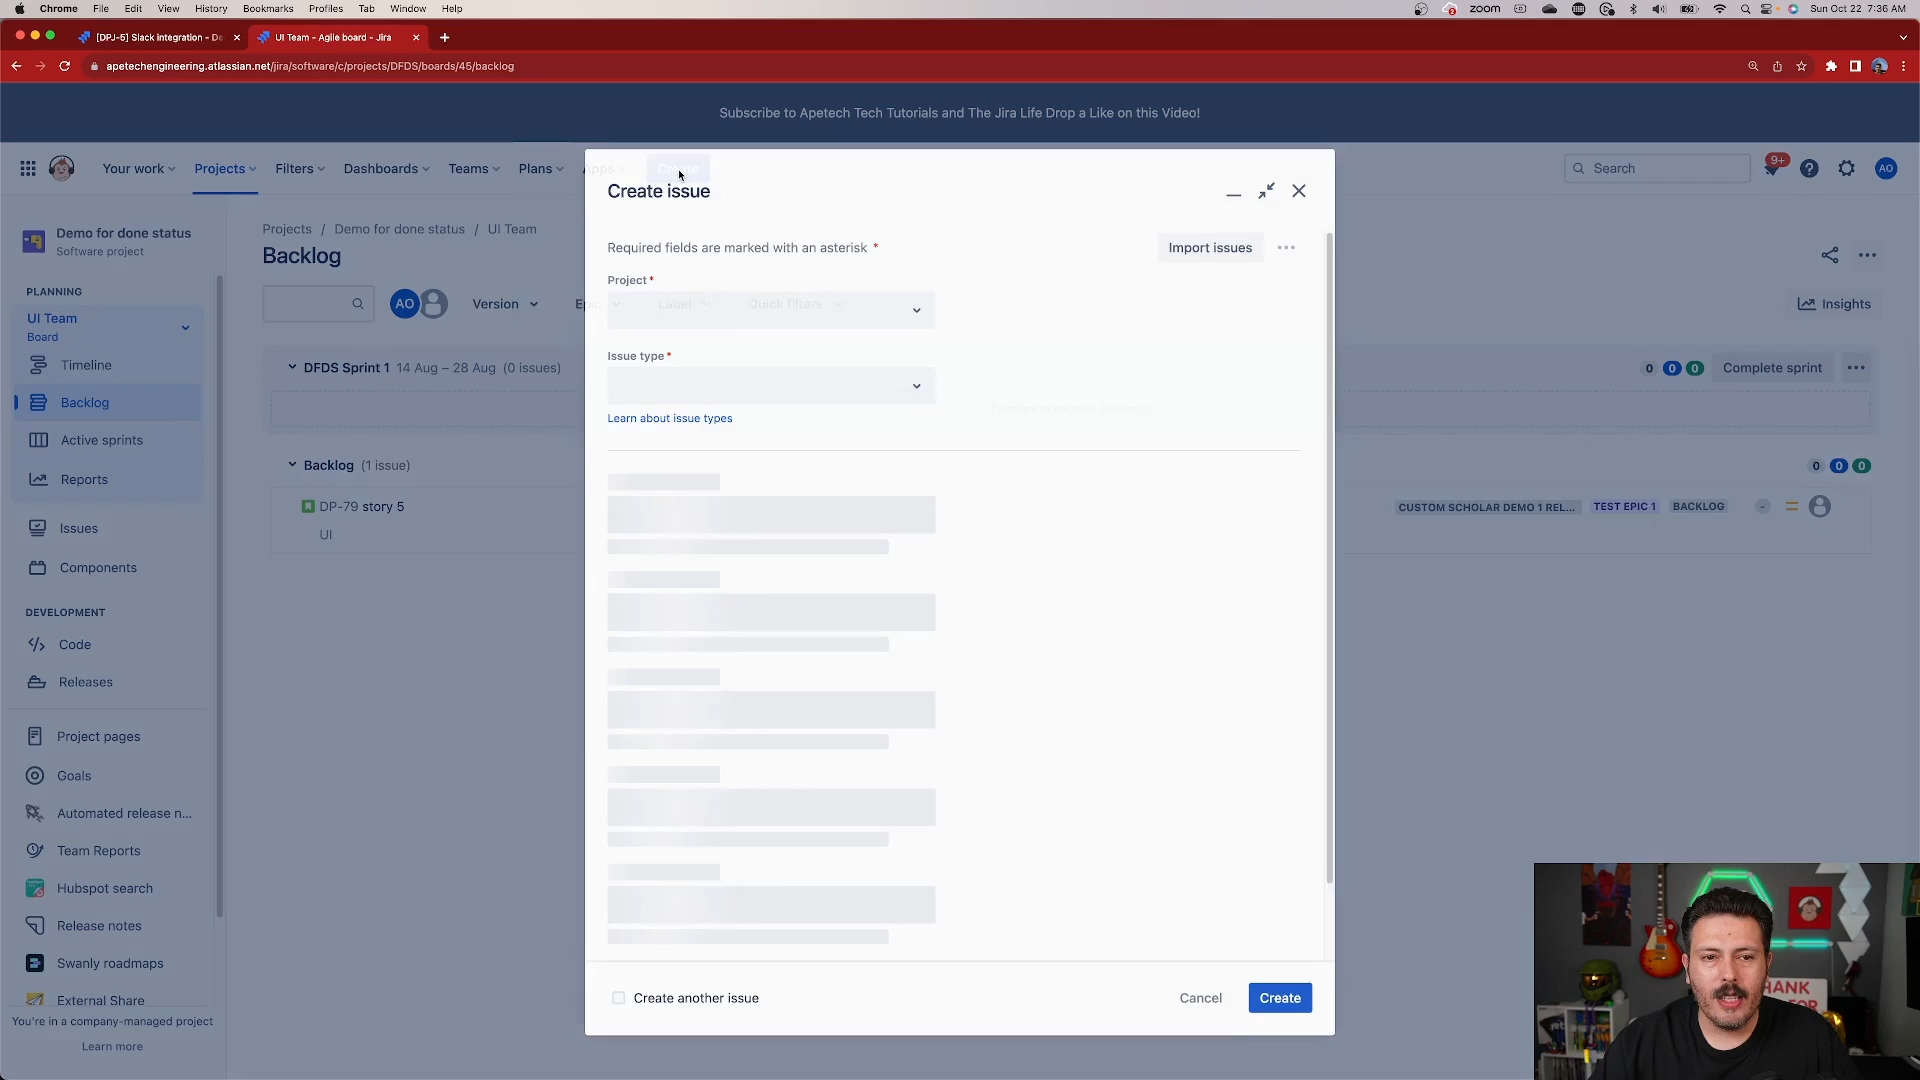 Chrome File Edit View History Bookmarks Profiles Tab Window Help
zoom Sun Oct 22 7:36 AM
[DPJ-5] Slack integration - De
UI Team - Agile board - Jira
apetechengineering.atlassian.net/jira/software/c/projects/DFDS/boards/45/backlog
Subscribe to Apetech Tech Tutorials and The Jira Life Drop a Like on this Video!
Your work Projects Filters Dashboards Teams Plans Apps Create
Search 9+ AO
Create issue
Demo for done status
Software project
Projects / Demo for done status / UI Team
Backlog
Required fields are marked with an asterisk *
Import issues
Project *
AO Version Epic Label Quick filters
Insights
PLANNING
UI Team
Board
Timeline
Backlog
Active sprints
Reports
Issues
Components
DEVELOPMENT
Code
Releases
Project pages
Goals
Automated release n...
Team Reports
Hubspot search
Release notes
Swanly roadmaps
External Share
You're in a company-managed project
Learn more
DFDS Sprint 1 14 Aug – 28 Aug (0 issues)
0 0 0 Complete sprint
Issue type *
Learn about issue types
Backlog (1 issue)
0 0 0
DP-79 story 5
UI
CUSTOM SCHOLAR DEMO 1 REL... TEST EPIC 1 BACKLOG -
Create another issue
Cancel Create